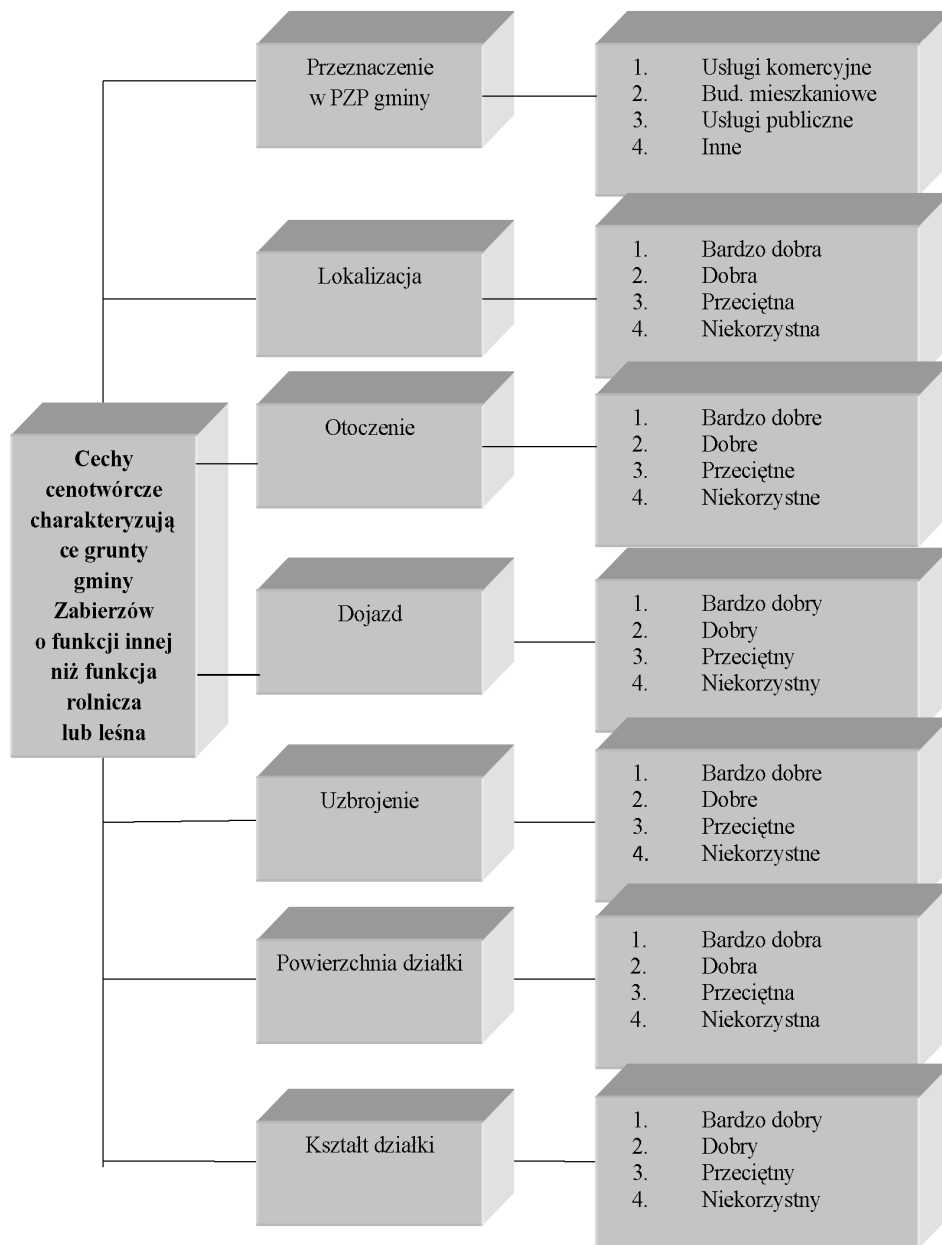 Przeznaczenie
w PZP gminy
1. Usługi komercyjne
2. Bud. mieszkaniowe
3. Usługi publiczne
4. Inne
Lokalizacja
1. Bardzo dobra
2. Dobra
3. Przeciętna
4. Niekorzystna
Otoczenie
1. Bardzo dobre
2. Dobre
3. Przeciętne
4. Niekorzystne
Cechy
cenotwórcze
charakteryzują
ce grunty
gminy
Zabierzów
o funkcji innej
niż funkcja
rolnicza
lub leśna
Dojazd
1. Bardzo dobry
2. Dobry
3. Przeciętny
4. Niekorzystny
Uzbrojenie
1. Bardzo dobre
2. Dobre
3. Przeciętne
4. Niekorzystne
Powierzchnia działki
1. Bardzo dobra
2. Dobra
3. Przeciętna
4. Niekorzystna
Kształt działki
1. Bardzo dobry
2. Dobry
3. Przeciętny
4. Niekorzystny